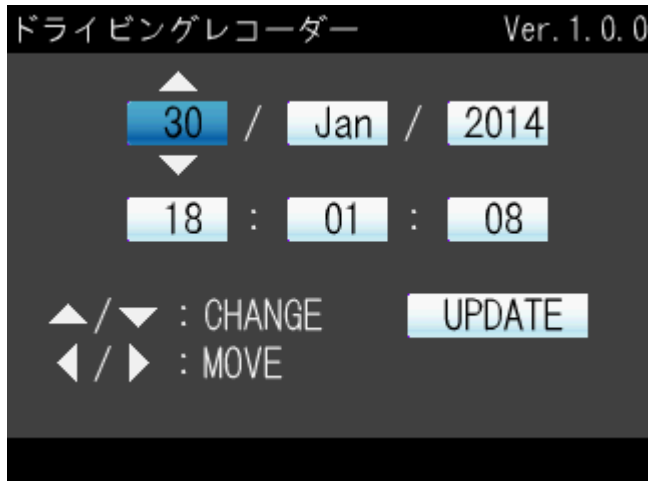 ドライビングレコーダー Ver.1.0.0
30 / Jan / 2014
18 : 01 : 08
▲/▼ : CHANGE UPDATE
◀/▶ : MOVE